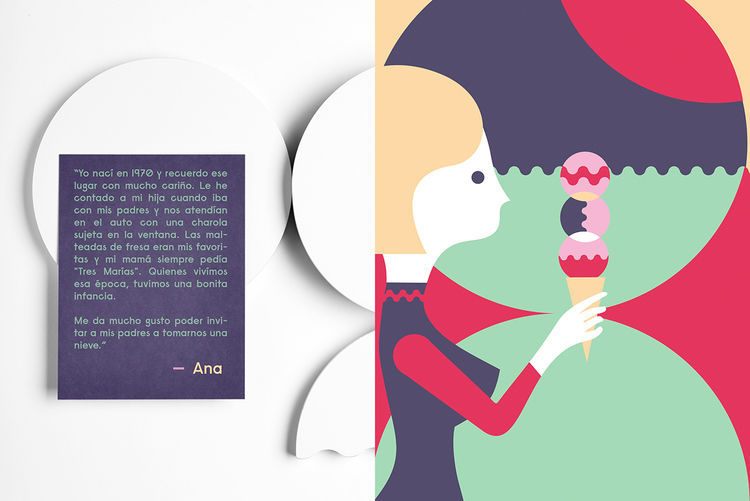 "Yo nací en 1970 y recuerdo ese
lugar con mucho cariño. Le he
contado a mi hija cuando iba
con mis padres y nos atendían
en el auto con una charola
sujeta en la ventana. Las mal-
teadas de fresa eran mis favori-
tas y mi mamá siempre pedía
"Tres Marías". Quienes vivimos
esa época, tuvimos una bonita
infancia.
Me da mucho gusto poder invi-
tar a mis padres a tomarnos una
nieve."
— Ana